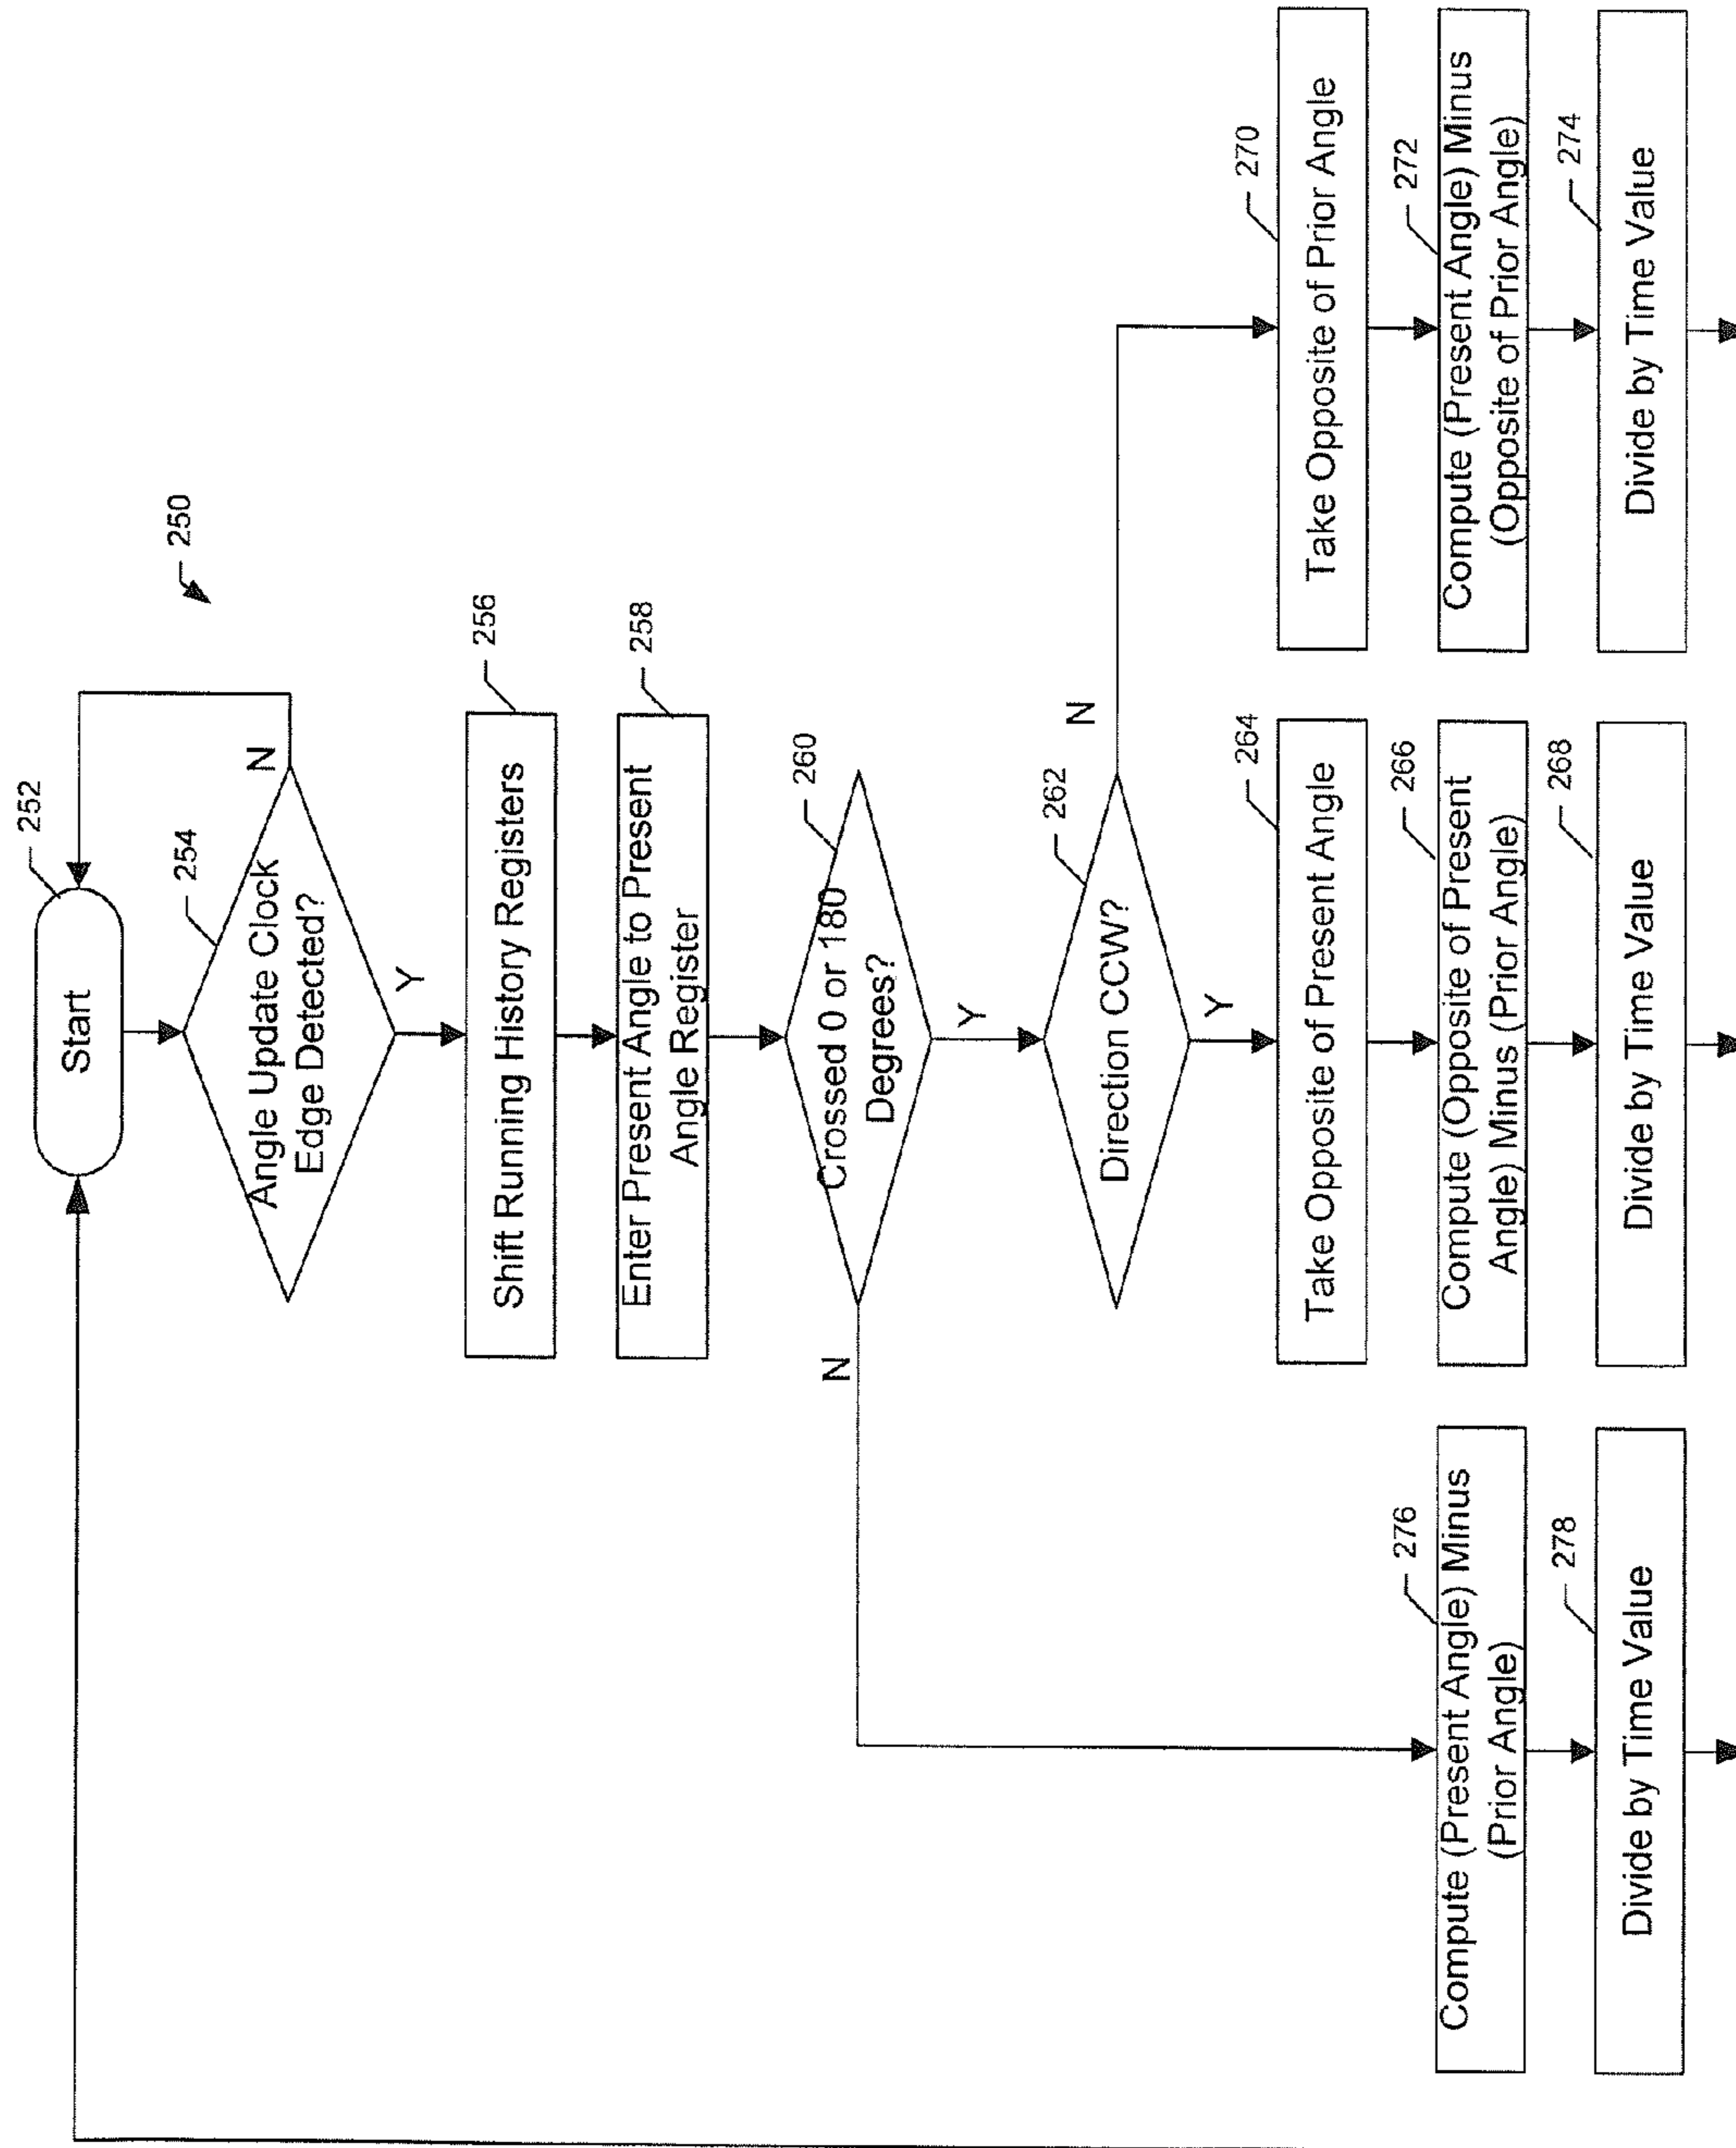 250
252
Start
254
Angle Update Clock
Edge Detected?
N
Y
256
Shift Running History Registers
258
Enter Present Angle to Present
Angle Register
260
Crossed 0 or 180
Degrees?
N
Y
262
Direction CCW?
N
Y
264
Take Opposite of Present Angle
270
Take Opposite of Prior Angle
276
Compute (Present Angle) Minus
(Prior Angle)
266
Compute (Opposite of Present
Angle) Minus (Prior Angle)
272
Compute (Present Angle) Minus
(Opposite of Prior Angle)
278
Divide by Time Value
268
Divide by Time Value
274
Divide by Time Value